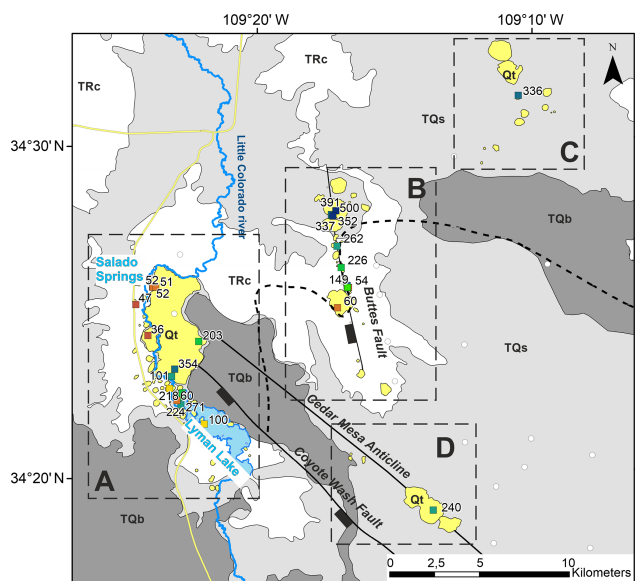 109°20'W
109°10'W
TRc
TRc
Qt
336
N
TQs
C
34°30'N
Little Colorado river
B
391
500
337
352
262
TQb
226
149
54
60
Buttes Fault
Salado
Springs
TRc
52
51
52
47
36
Qt
203
TQs
354
101
TQb
60
218
224
271
100
Lyman Lake
Cedar Mesa Anticline
Coyote Wash Fault
D
A
34°20'N
TQb
Qt
240
0
2,5
5
10
Kilometers